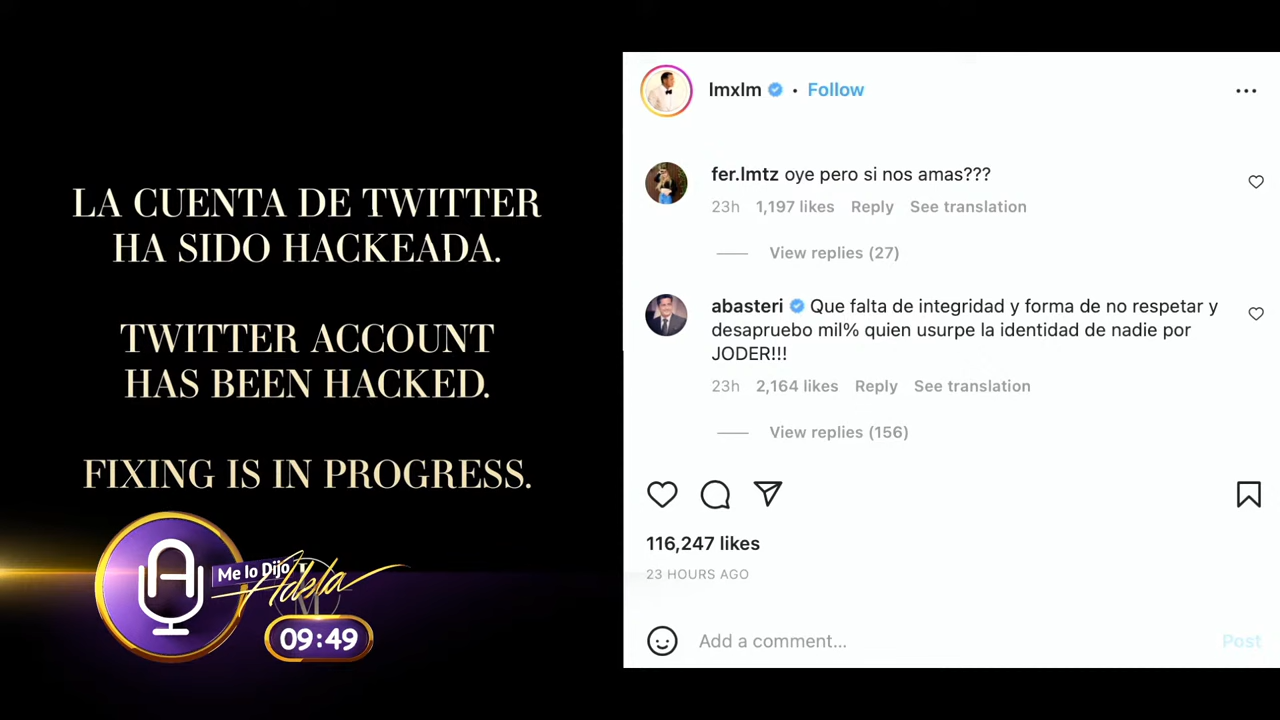 LA CUENTA DE TWITTER
HA SIDO HACKEADA.
TWITTER ACCOUNT
HAS BEEN HACKED.
FIXING IS IN PROGRESS.
Me lo Dijo
Adela
09:49
lmxlm • Follow
fer.lmtz oye pero si nos amas???
23h 1,197 likes Reply See translation
View replies (27)
abasteri Que falta de integridad y forma de no respetar y
desapruebo mil% quien usurpe la identidad de nadie por
JODER!!!
23h 2,164 likes Reply See translation
View replies (156)
116,247 likes
23 HOURS AGO
Add a comment... Post